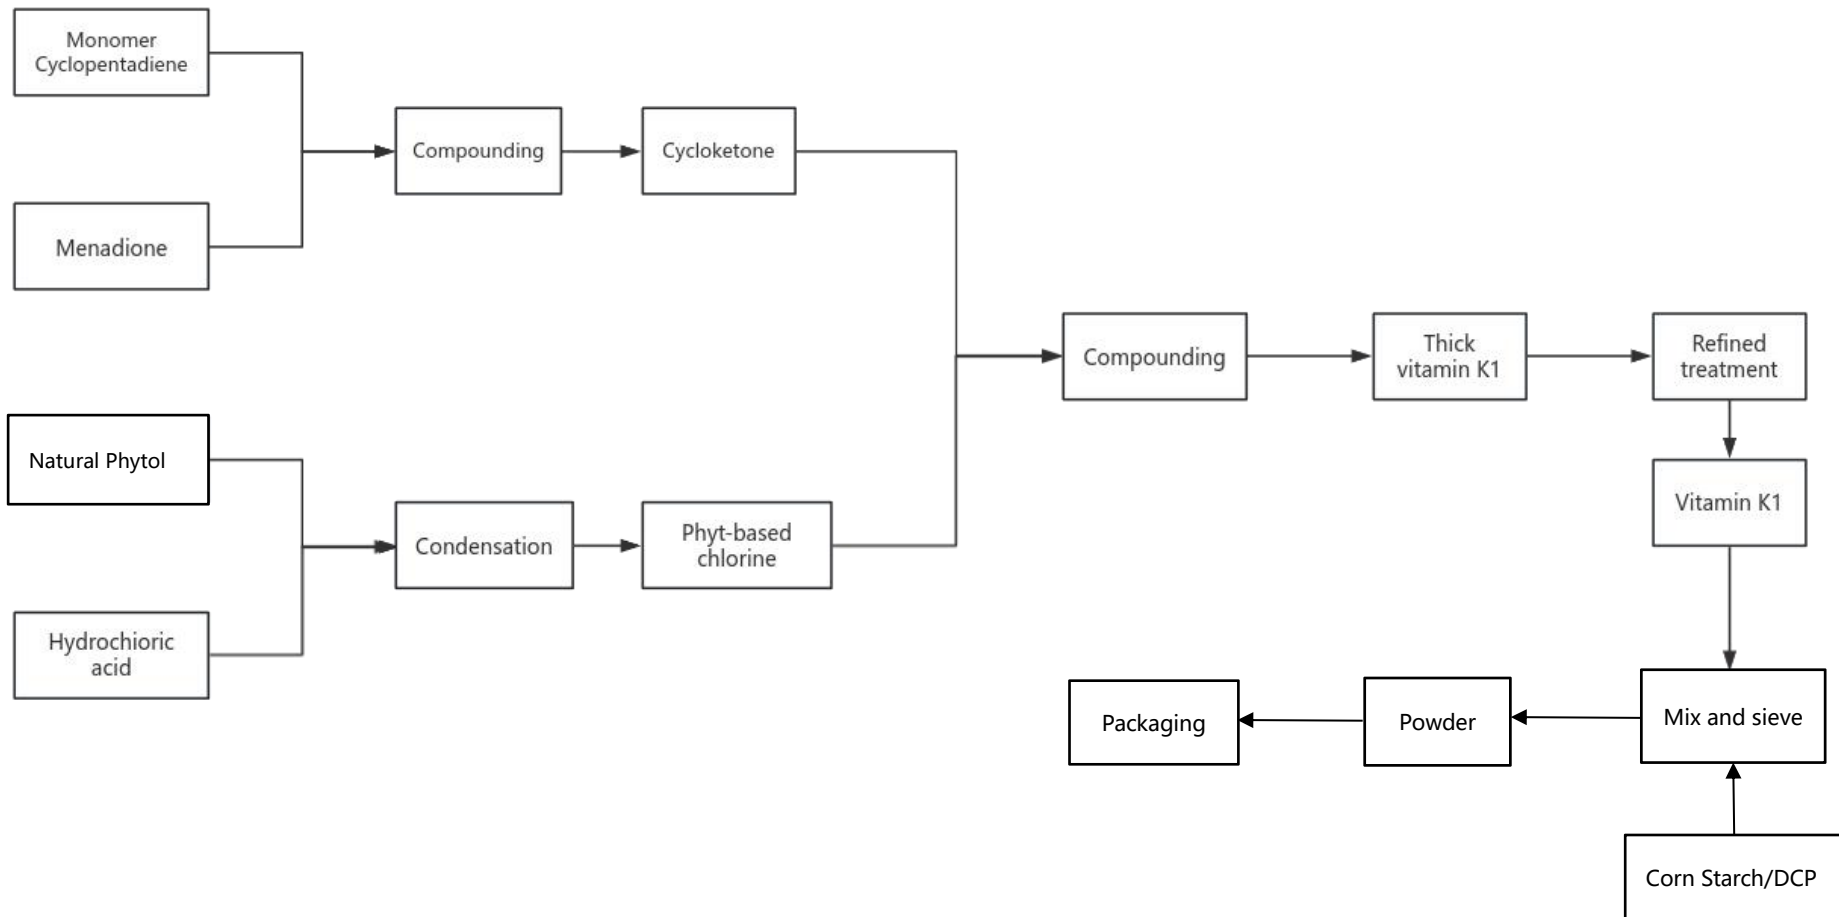 Monomer
Cyclopentadiene
Menadione
Compounding
Cycloketone
Natural Phytol
Hydrochioric
acid
Condensation
Phyt-based
chlorine
Compounding
Thick
vitamin K1
Refined
treatment
Vitamin K1
Mix and sieve
Powder
Packaging
Corn Starch/DCP